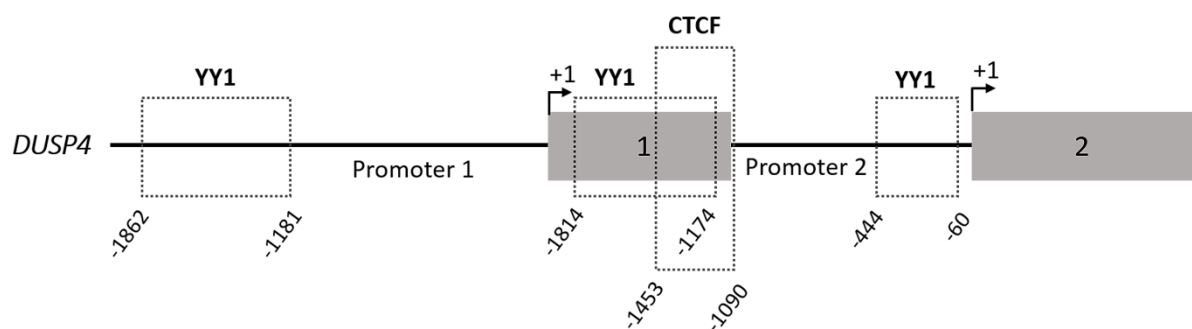 CTCF
YY1
+1
YY1
YY1
+1
DUSP4
Promoter 1
1
Promoter 2
2
-1862
-1181
-1814
-1174
-444
-60
-1453
-1090